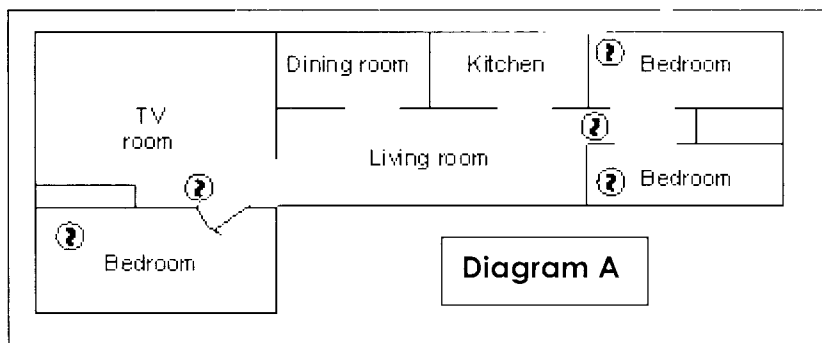 Dining room
Kitchen
Bedroom
TV
room
Living room
Bedroom
Bedroom
Diagram A